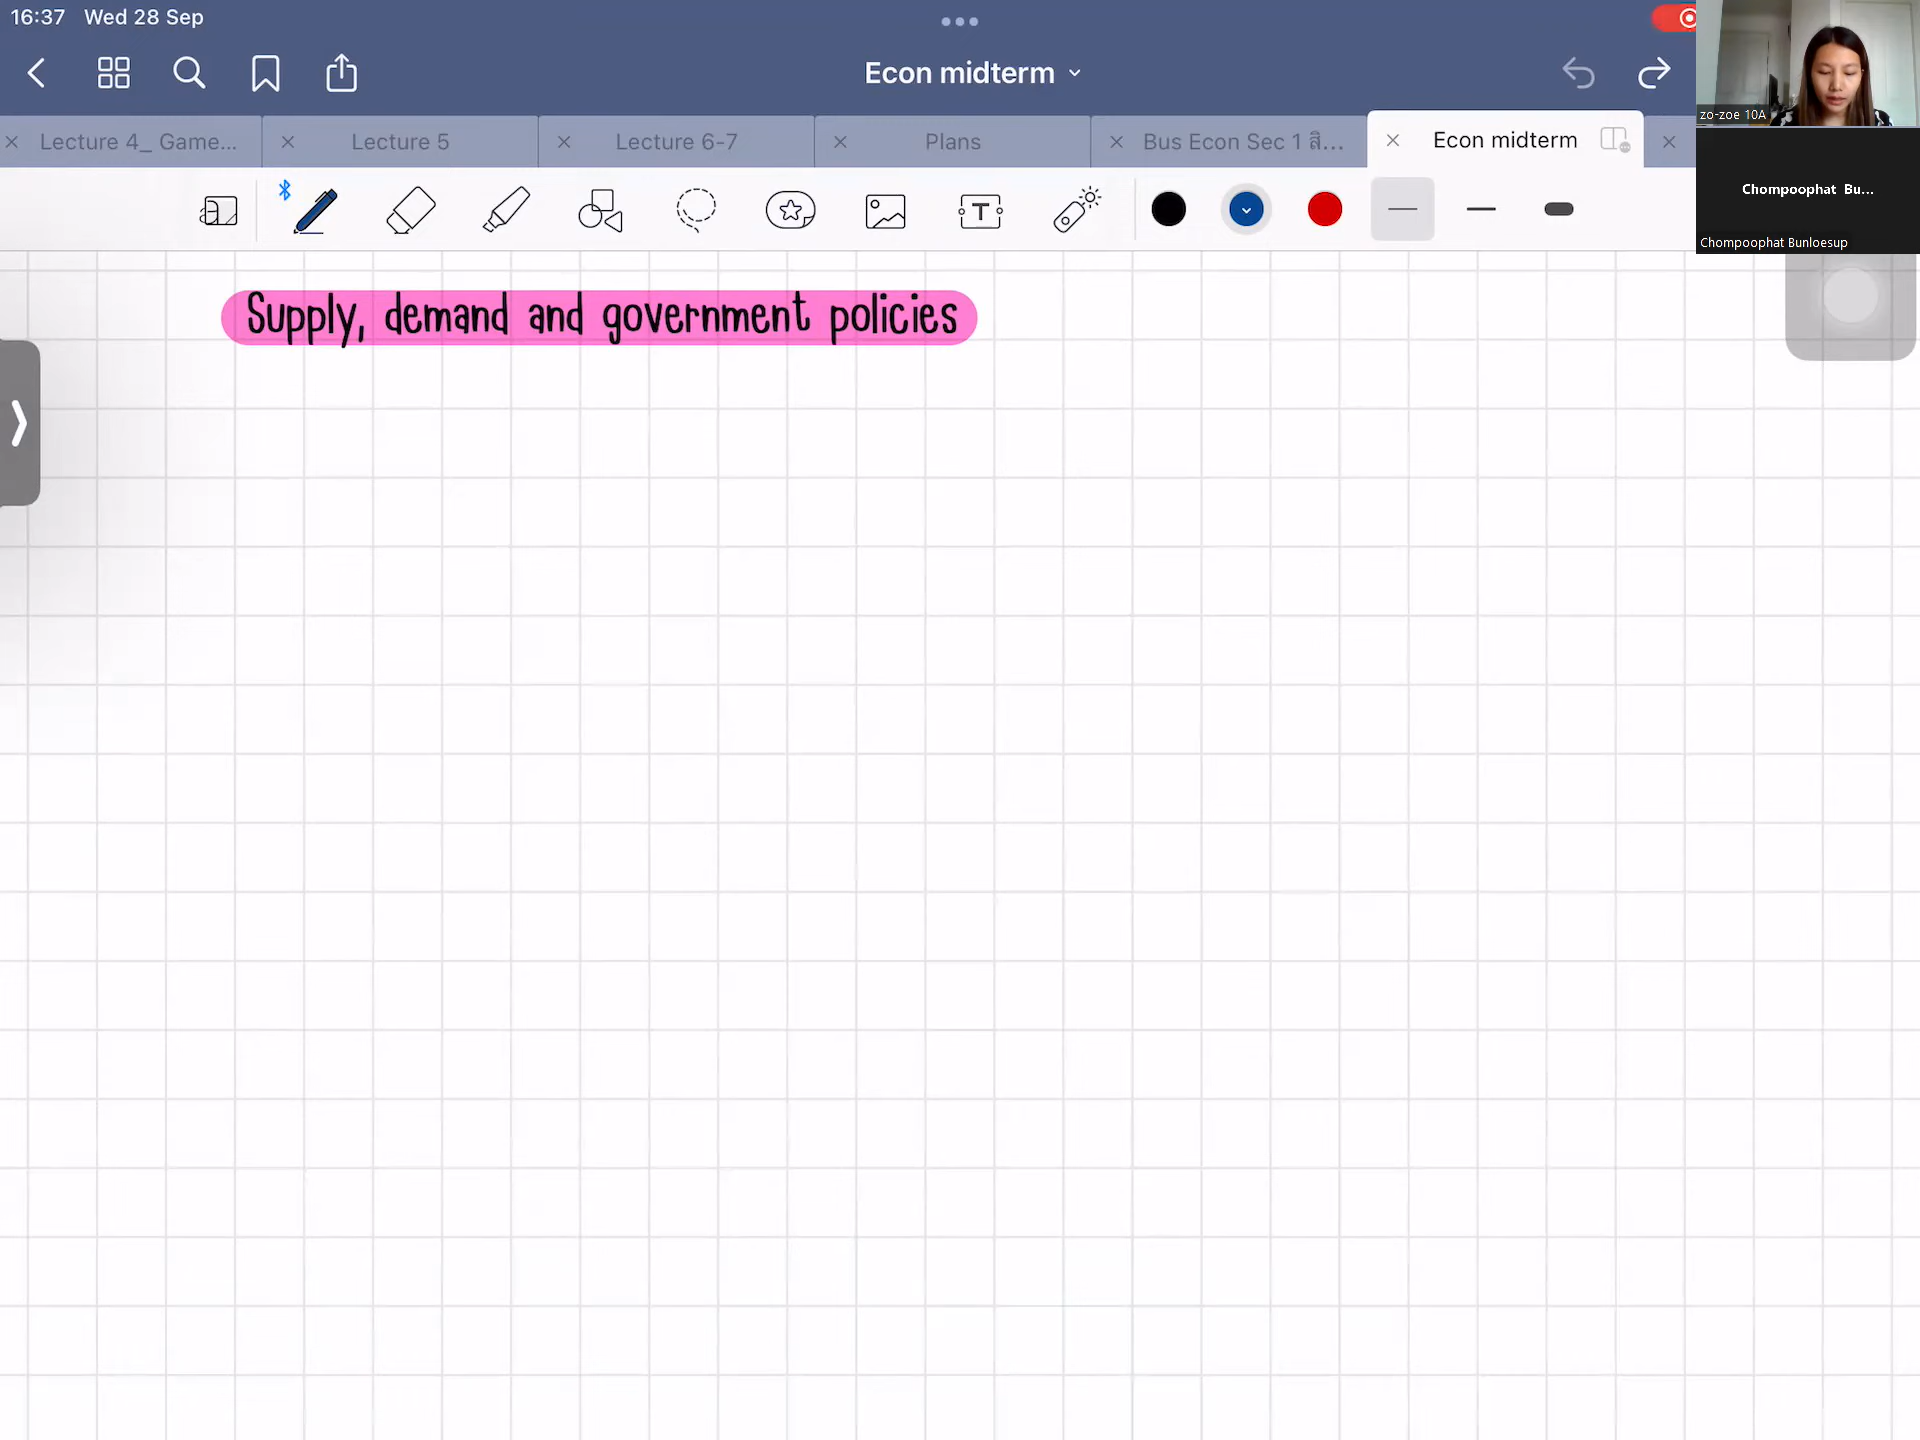 16:37 Wed 28 Sep
Econ midterm
Lecture 4_ Game...
Lecture 5
Lecture 6-7
Plans
Bus Econ Sec 1 สิ...
Econ midterm
zo-zoe 10A
Chompoophat Bu...
Chompoophat Bunloesup
T
Supply, demand and government policies